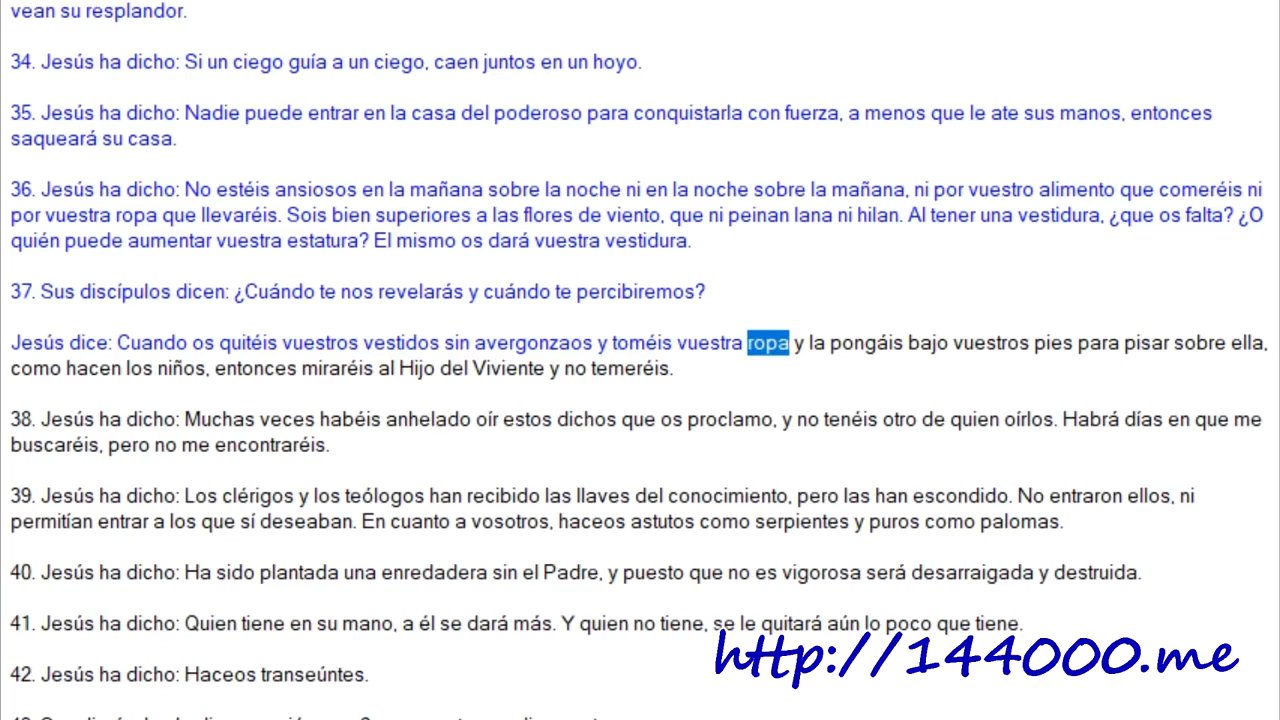 vean su resplandor.
34. Jesús ha dicho: Si un ciego guía a un ciego, caen juntos en un hoyo.
35. Jesús ha dicho: Nadie puede entrar en la casa del poderoso para conquistarla con fuerza, a menos que le ate sus manos, entonces
saqueará su casa.
36. Jesús ha dicho: No estéis ansiosos en la mañana sobre la noche ni en la noche sobre la mañana, ni por vuestro alimento que comeréis ni
por vuestra ropa que llevaréis. Sois bien superiores a las flores de viento, que ni peinan lana ni hilan. Al tener una vestidura, ¿que os falta? ¿O
quién puede aumentar vuestra estatura? El mismo os dará vuestra vestidura.
37. Sus discípulos dicen: ¿Cuándo te nos revelarás y cuándo te percibiremos?
Jesús dice: Cuando os quitéis vuestros vestidos sin avergonzaos y toméis vuestra ropa y la pongáis bajo vuestros pies para pisar sobre ella,
como hacen los niños, entonces miraréis al Hijo del Viviente y no temeréis.
38. Jesús ha dicho: Muchas veces habéis anhelado oír estos dichos que os proclamo, y no tenéis otro de quien oírlos. Habrá días en que me
buscaréis, pero no me encontraréis.
39. Jesús ha dicho: Los clérigos y los teólogos han recibido las llaves del conocimiento, pero las han escondido. No entraron ellos, ni
permitían entrar a los que sí deseaban. En cuanto a vosotros, haceos astutos como serpientes y puros como palomas.
40. Jesús ha dicho: Ha sido plantada una enredadera sin el Padre, y puesto que no es vigorosa será desarraigada y destruida.
41. Jesús ha dicho: Quien tiene en su mano, a él se dará más. Y quien no tiene, se le quitará aún lo poco que tiene.
http://144000.me
42. Jesús ha dicho: Haceos transeúntes.